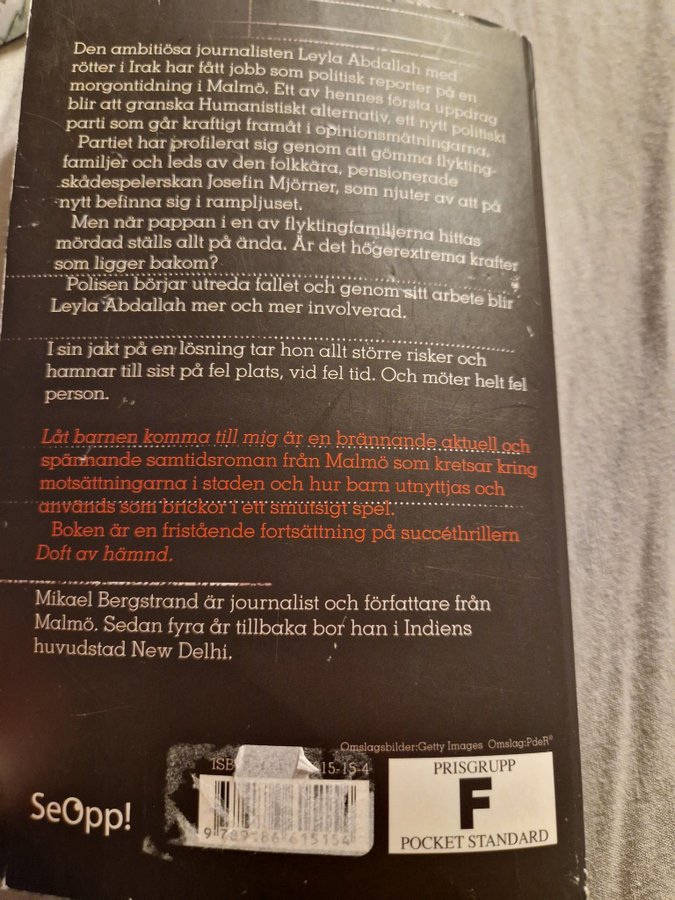 Den ambitiösa journalisten Leyla Abdallah med
rötter i Irak har fått jobb som politisk reporter på en
morgontidning i Malmö. Ett av hennes första uppdrag
blir att granska Humanistiskt alternativ, ett nytt politiskt
parti som går kraftigt framåt i opinionsmätningarna.
Partiet har profilerat sig genom att gömma flykting-
familjer och leds av den folkkära, pensionerade
skådespelerskan Josefin Mjörner, som njuter av att på
nytt befinna sig i rampljuset.
Men när pappan i en av flyktingfamiljerna hittas
mördad ställs allt på ända. Är det högerextrema krafter
som ligger bakom?
Polisen börjar utreda fallet och genom sitt arbete blir
Leyla Abdallah mer och mer involverad.
I sin jakt på en lösning tar hon allt större risker och
hamnar till sist på fel plats, vid fel tid. Och möter helt fel
person.
Låt barnen komma till mig är en brännande aktuell och
spännande samtidsroman från Malmö som kretsar kring
motsättningarna i staden och hur barn utnyttjas och
används som brickor i ett smutsigt spel.
Boken är en fristående fortsättning på succéthrillern
Doft av hämnd.
Mikael Bergstrand är journalist och författare från
Malmö. Sedan fyra år tillbaka bor han i Indiens
huvudstad New Delhi.
Omslagsbilder:Getty Images Omslag:PdeR®
ISB 15-15-4
9 789186 615154
SeOpp!
PRISGRUPP
F
POCKET STANDARD